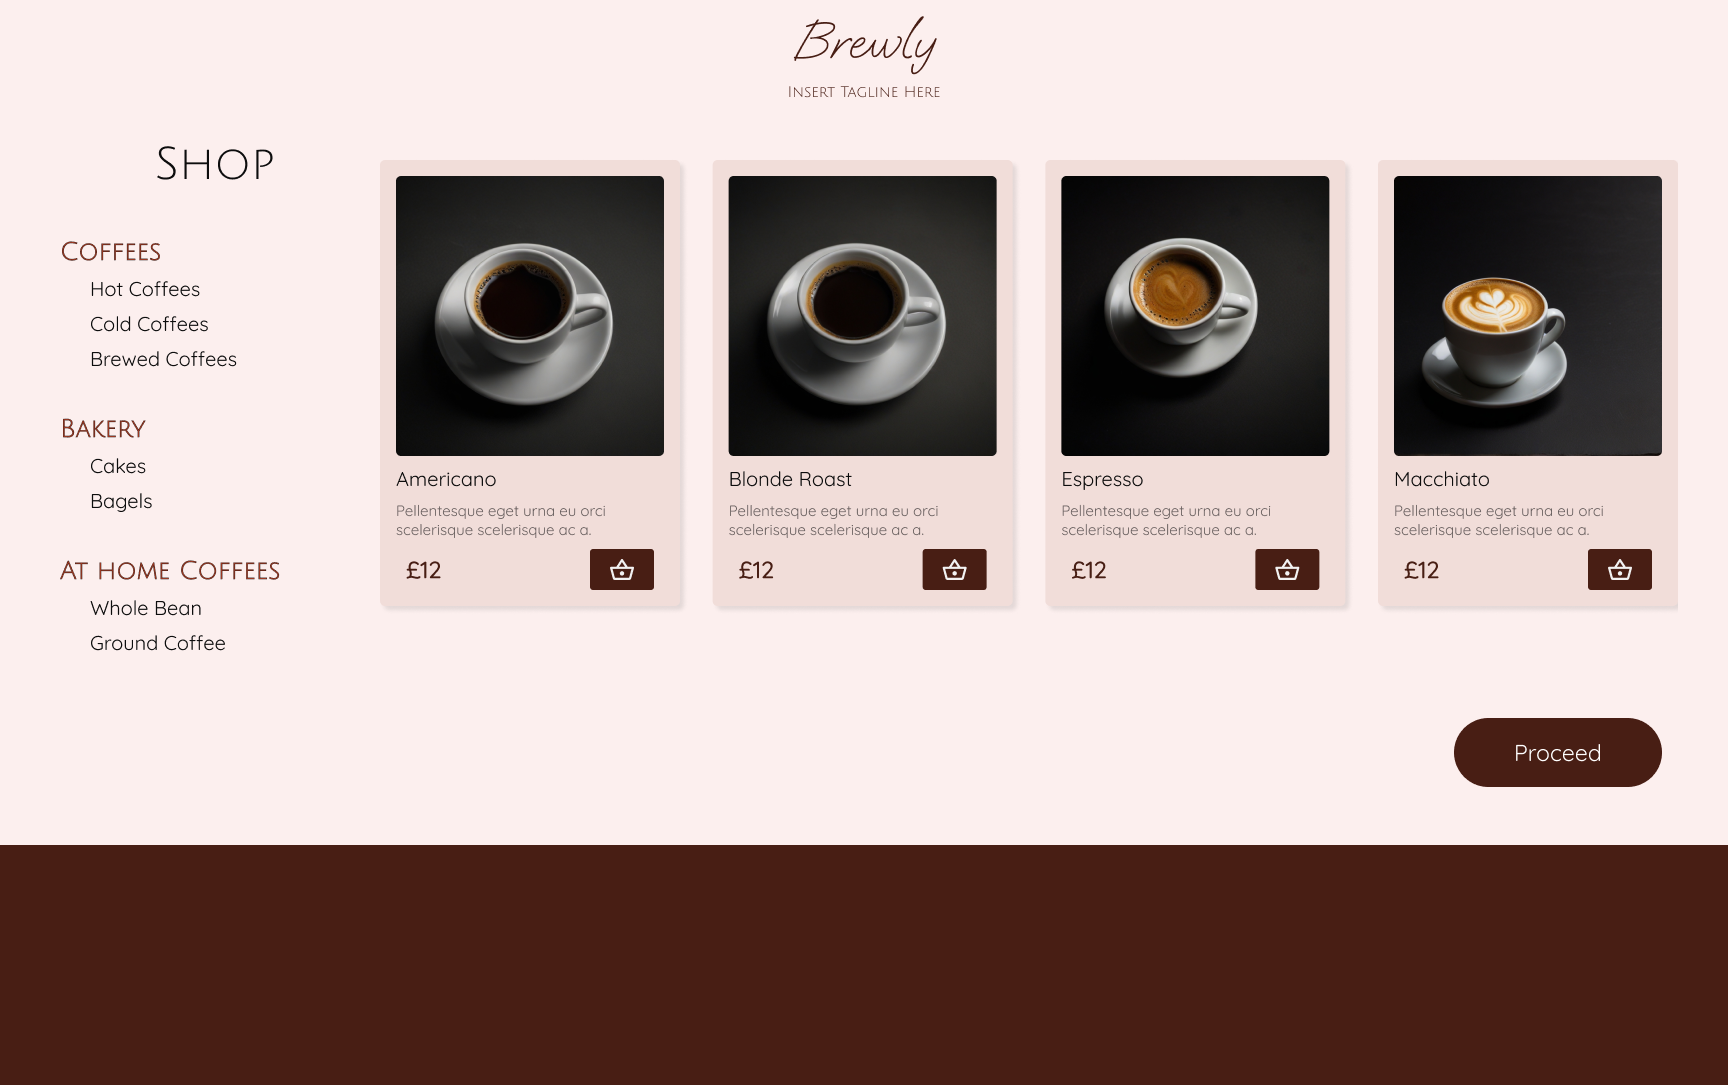 Brewly
Insert Tagline Here
Shop
Coffees
Hot Coffees
Cold Coffees
Brewed Coffees
Bakery
Cakes
Bagels
At home Coffees
Whole Bean
Ground Coffee
Americano
Pellentesque eget urna eu orci
scelerisque scelerisque ac a.
£12
Blonde Roast
Pellentesque eget urna eu orci
scelerisque scelerisque ac a.
£12
Espresso
Pellentesque eget urna eu orci
scelerisque scelerisque ac a.
£12
Macchiato
Pellentesque eget urna eu orci
scelerisque scelerisque ac a.
£12
Proceed